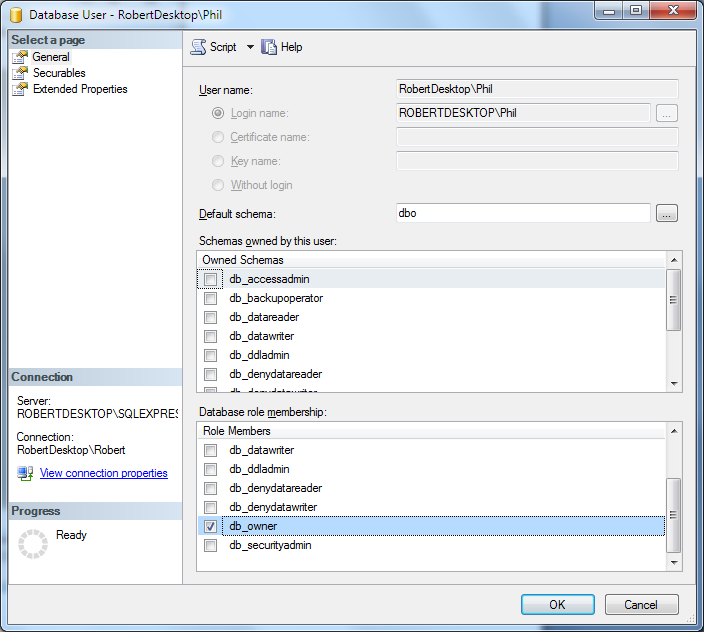 Database User - RobertDesktop\Phil
Select a page
General
Securables
Extended Properties
Script Help
User name: RobertDesktop\Phil
Login name: ROBERTDESKTOP\Phil ...
Certificate name:
Key name:
Without login
Default schema: dbo ...
Schemas owned by this user:
Owned Schemas
db_accessadmin
db_backupoperator
db_datareader
db_datawriter
db_ddladmin
db_denydatareader
db_denydatawriter
Database role membership:
Role Members
db_datawriter
db_ddladmin
db_denydatareader
db_denydatawriter
db_owner
db_securityadmin
Connection
Server:
ROBERTDESKTOP\SQLEXPRES
Connection:
RobertDesktop\Robert
View connection properties
Progress
Ready
OK Cancel